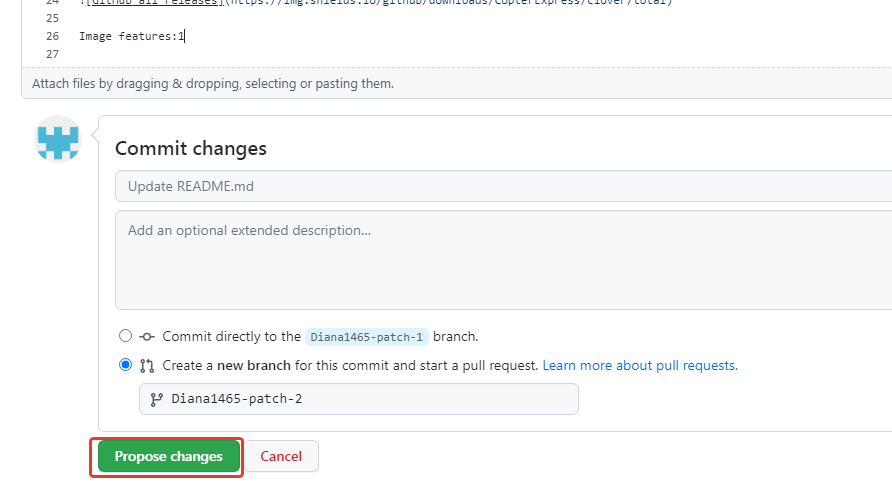 24 ![GitHub all releases](https://img.shields.io/github/downloads/CopterExpress/clover/total)
25
26 Image features:1
27
Attach files by dragging & dropping, selecting or pasting them.
Commit changes
Update README.md
Add an optional extended description...
Commit directly to the Diana1465-patch-1 branch.
Create a new branch for this commit and start a pull request. Learn more about pull requests.
Diana1465-patch-2
Propose changes Cancel